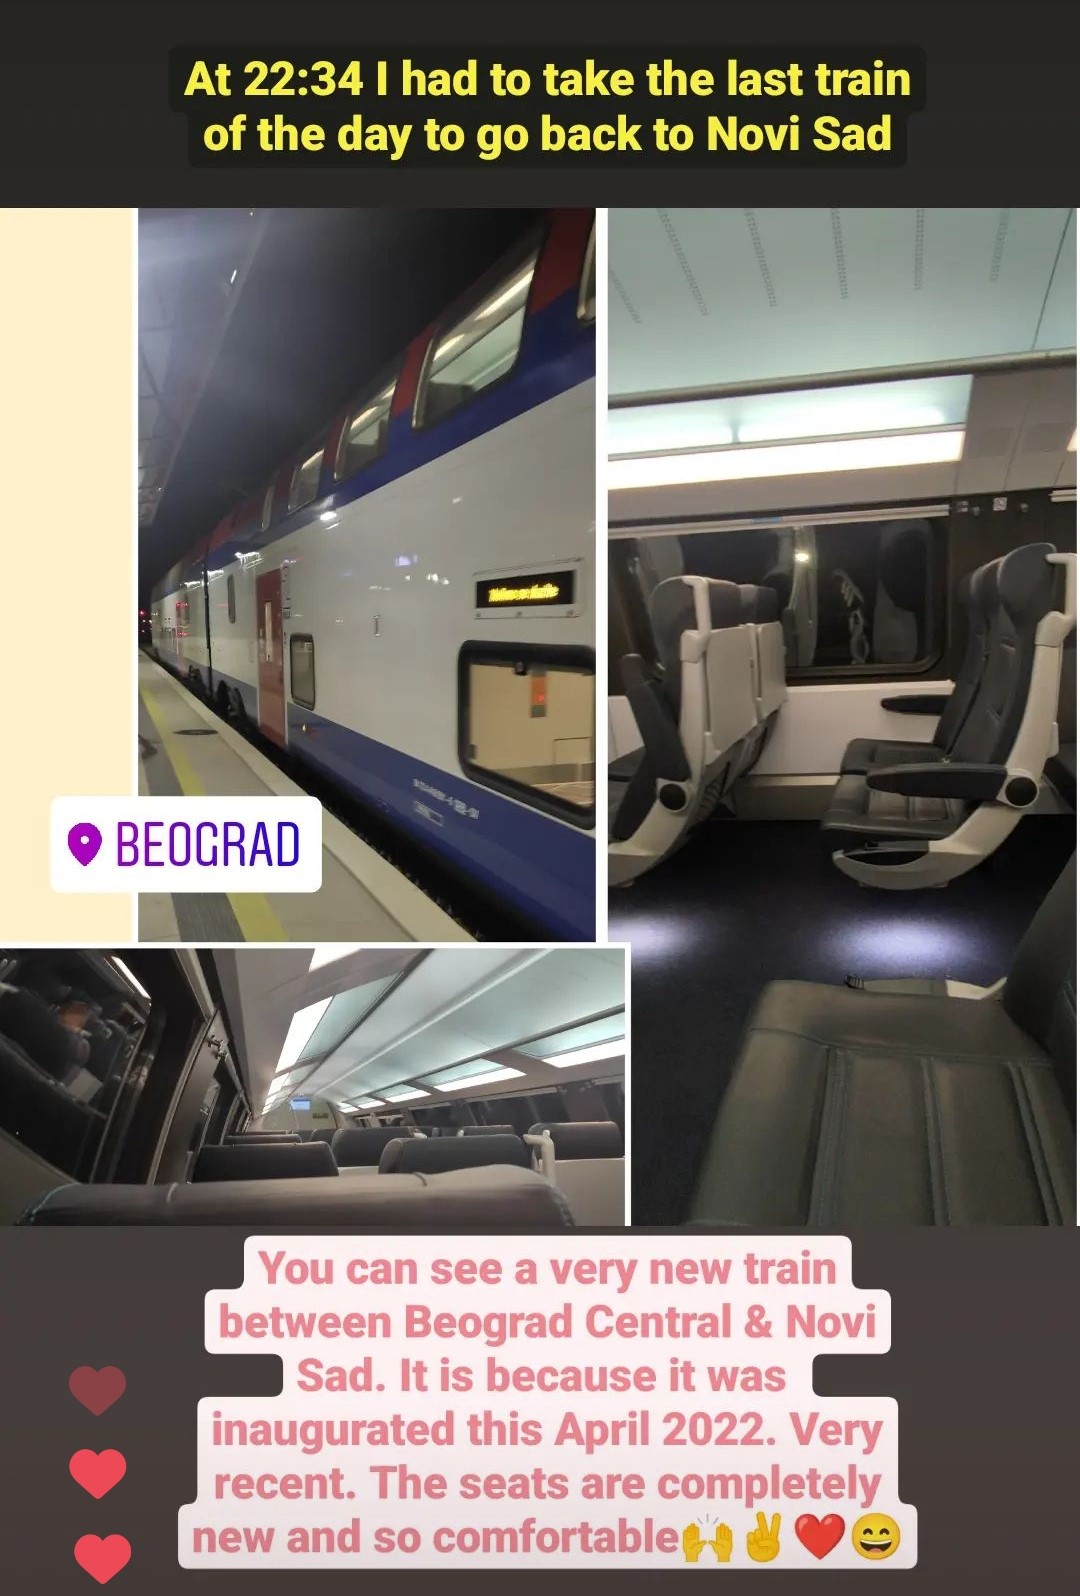 At 22:34 I had to take the last train
of the day to go back to Novi Sad
BEOGRAD
You can see a very new train
between Beograd Central & Novi
Sad. It is because it was
inaugurated this April 2022. Very
recent. The seats are completely
new and so comfortable🙌✌️❤️😄